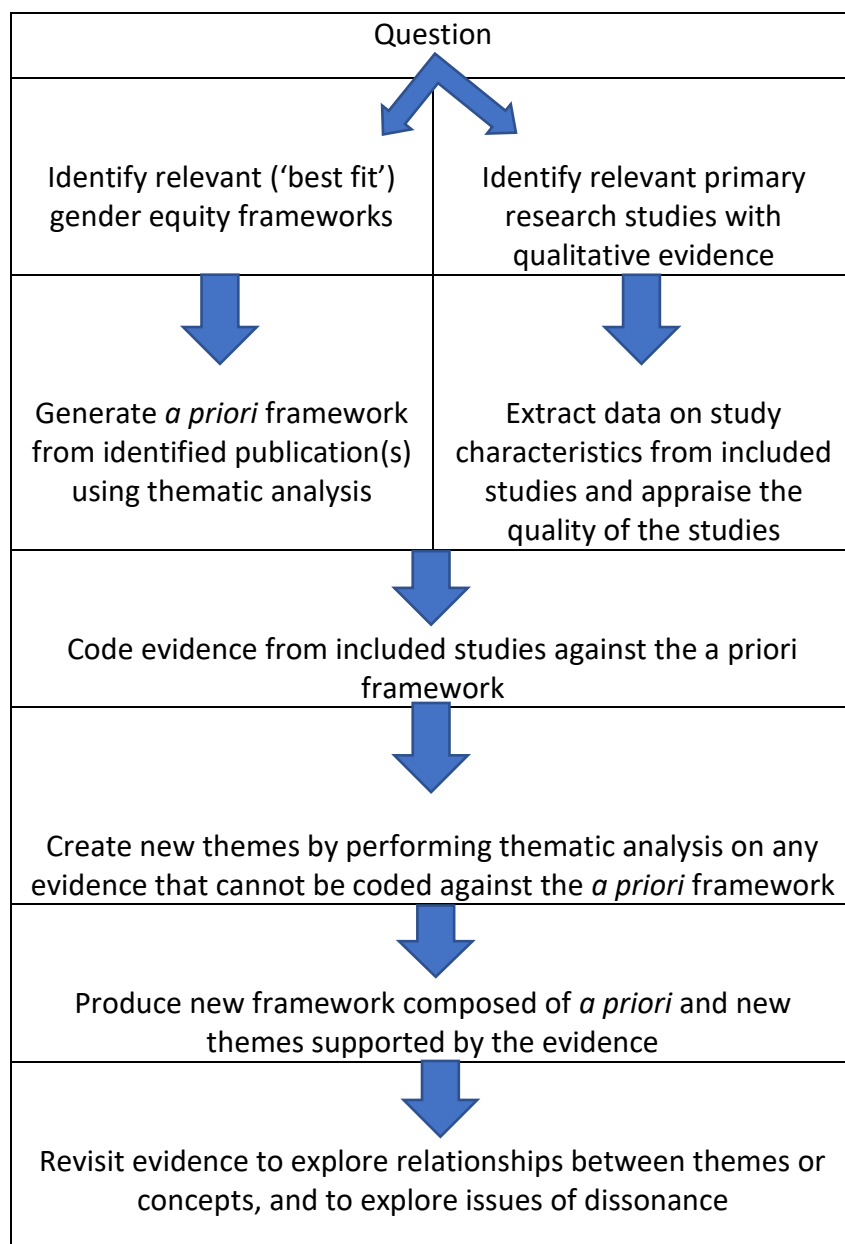 Question
Identify relevant (‘best fit’)
gender equity frameworks
Identify relevant primary
research studies with
qualitative evidence
Generate a priori framework
from identified publication(s)
using thematic analysis
Extract data on study
characteristics from included
studies and appraise the
quality of the studies
Code evidence from included studies against the a priori
framework
Create new themes by performing thematic analysis on any
evidence that cannot be coded against the a priori framework
Produce new framework composed of a priori and new
themes supported by the evidence
Revisit evidence to explore relationships between themes or
concepts, and to explore issues of dissonance